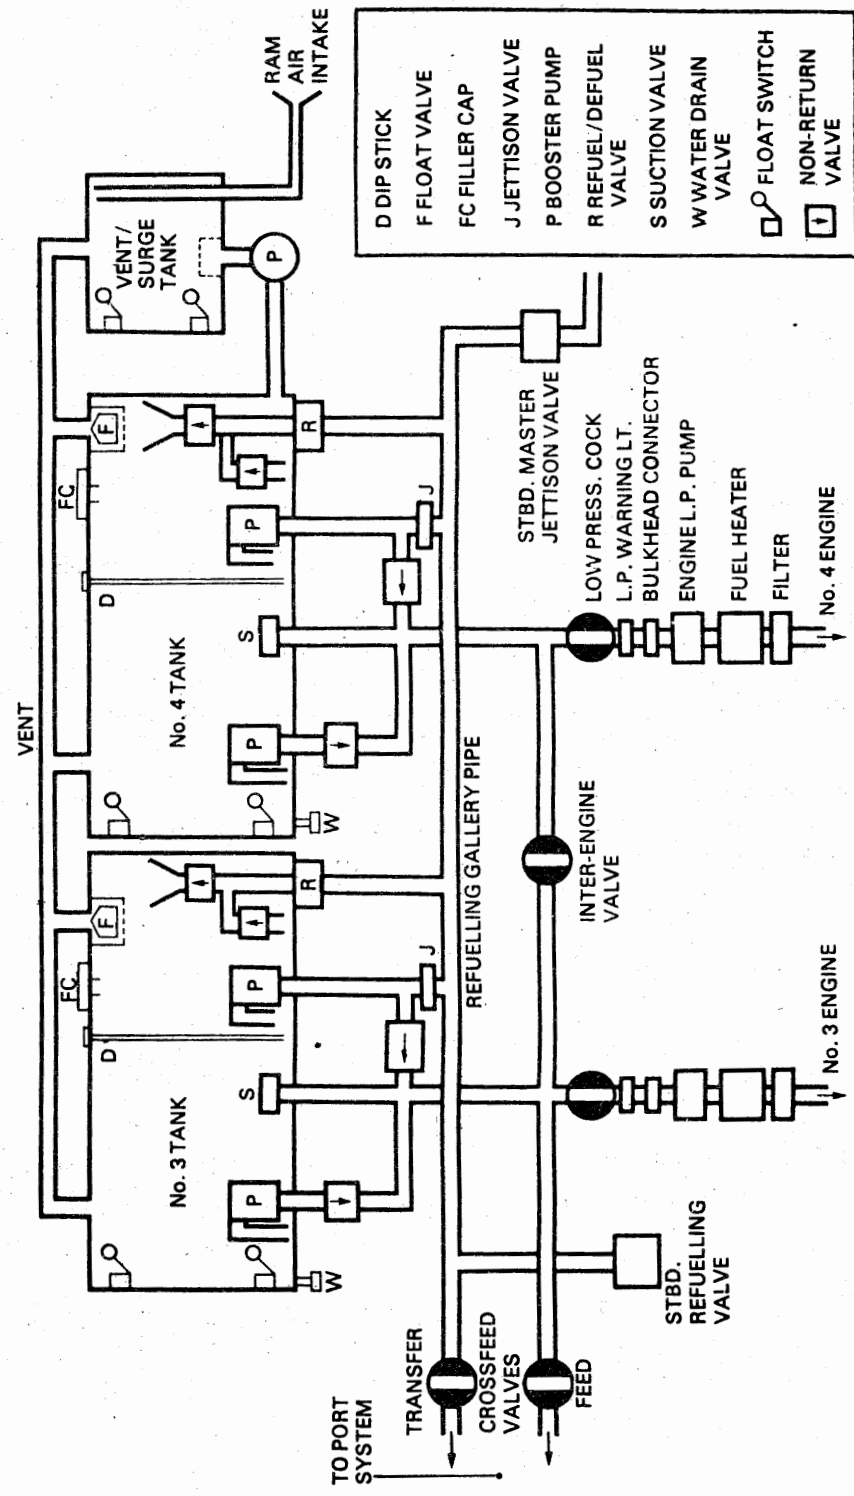 VENT
RAM
AIR
INTAKE
VENT/
SURGE
TANK
P
F
FC
D
No. 4 TANK
S
P
P
R
W
J
F
FC
D
No. 3 TANK
S
P
P
R
W
J
D DIP STICK
F FLOAT VALVE
FC FILLER CAP
J JETTISON VALVE
P BOOSTER PUMP
R REFUEL/DEFUEL
VALVE
S SUCTION VALVE
W WATER DRAIN
VALVE
FLOAT SWITCH
NON-RETURN
VALVE
REFUELLING GALLERY PIPE
STBD. MASTER
JETTISON VALVE
LOW PRESS. COCK
L.P. WARNING LT.
BULKHEAD CONNECTOR
ENGINE L.P. PUMP
FUEL HEATER
FILTER
No. 4 ENGINE
INTER-ENGINE
VALVE
No. 3 ENGINE
STBD.
REFUELLING
VALVE
TO PORT
SYSTEM
TRANSFER
CROSSFEED
VALVES
FEED